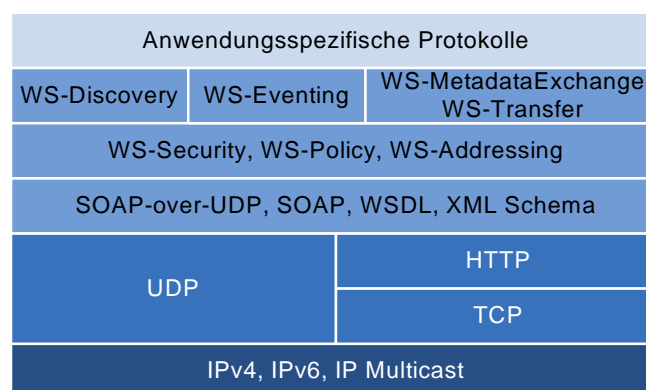 Anwendungsspezifische Protokolle
WS-Discovery
WS-Eventing
WS-MetadataExchange
WS-Transfer
WS-Security, WS-Policy, WS-Addressing
SOAP-over-UDP, SOAP, WSDL, XML Schema
UDP
HTTP
TCP
IPv4, IPv6, IP Multicast